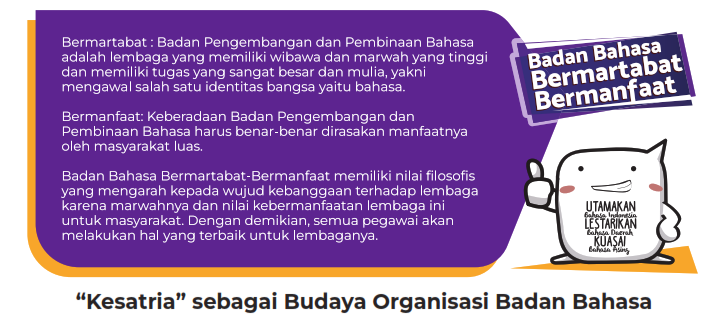 Bermartabat : Badan Pengembangan dan Pembinaan Bahasa
adalah lembaga yang memiliki wibawa dan marwah yang tinggi
dan memiliki tugas yang sangat besar dan mulia, yakni
mengawal salah satu identitas bangsa yaitu bahasa.
Bermanfaat: Keberadaan Badan Pengembangan dan
Pembinaan Bahasa harus benar-benar dirasakan manfaatnya
oleh masyarakat luas.
Badan Bahasa Bermartabat-Bermanfaat memiliki nilai filosofis
yang mengarah kepada wujud kebanggaan terhadap lembaga
karena marwahnya dan nilai kebermanfaatan lembaga ini
untuk masyarakat. Dengan demikian, semua pegawai akan
melakukan hal yang terbaik untuk lembaganya.
Badan Bahasa
Bermartabat
Bermanfaat
UTAMAKAN
Bahasa Indonesia
LESTARIKAN
Bahasa Daerah
KUASAI
Bahasa Asing
“Kesatria” sebagai Budaya Organisasi Badan Bahasa